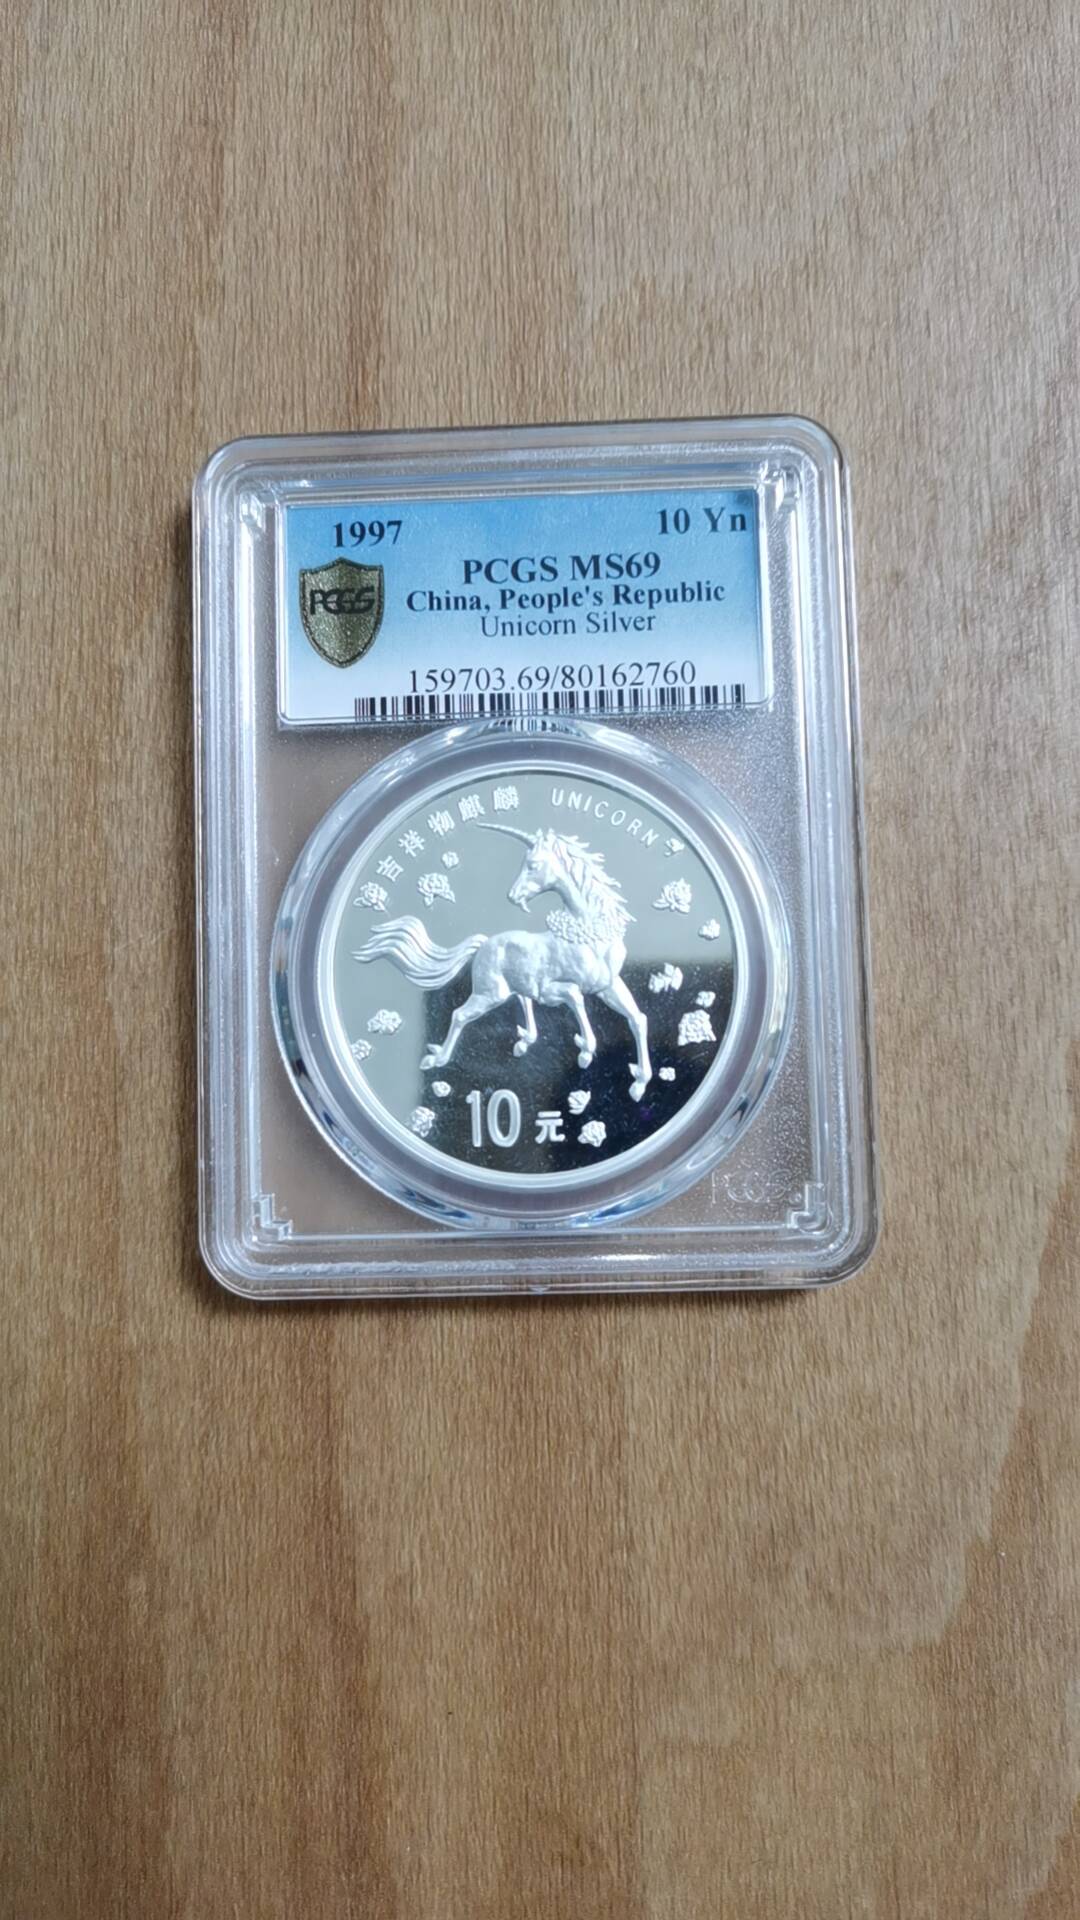 1997 10 Yn
PCGS MS69
PCGS China, People's Republic
Unicorn Silver
159703.69/80162760
吉祥物麒麟 UNICORN
10元
PCGS